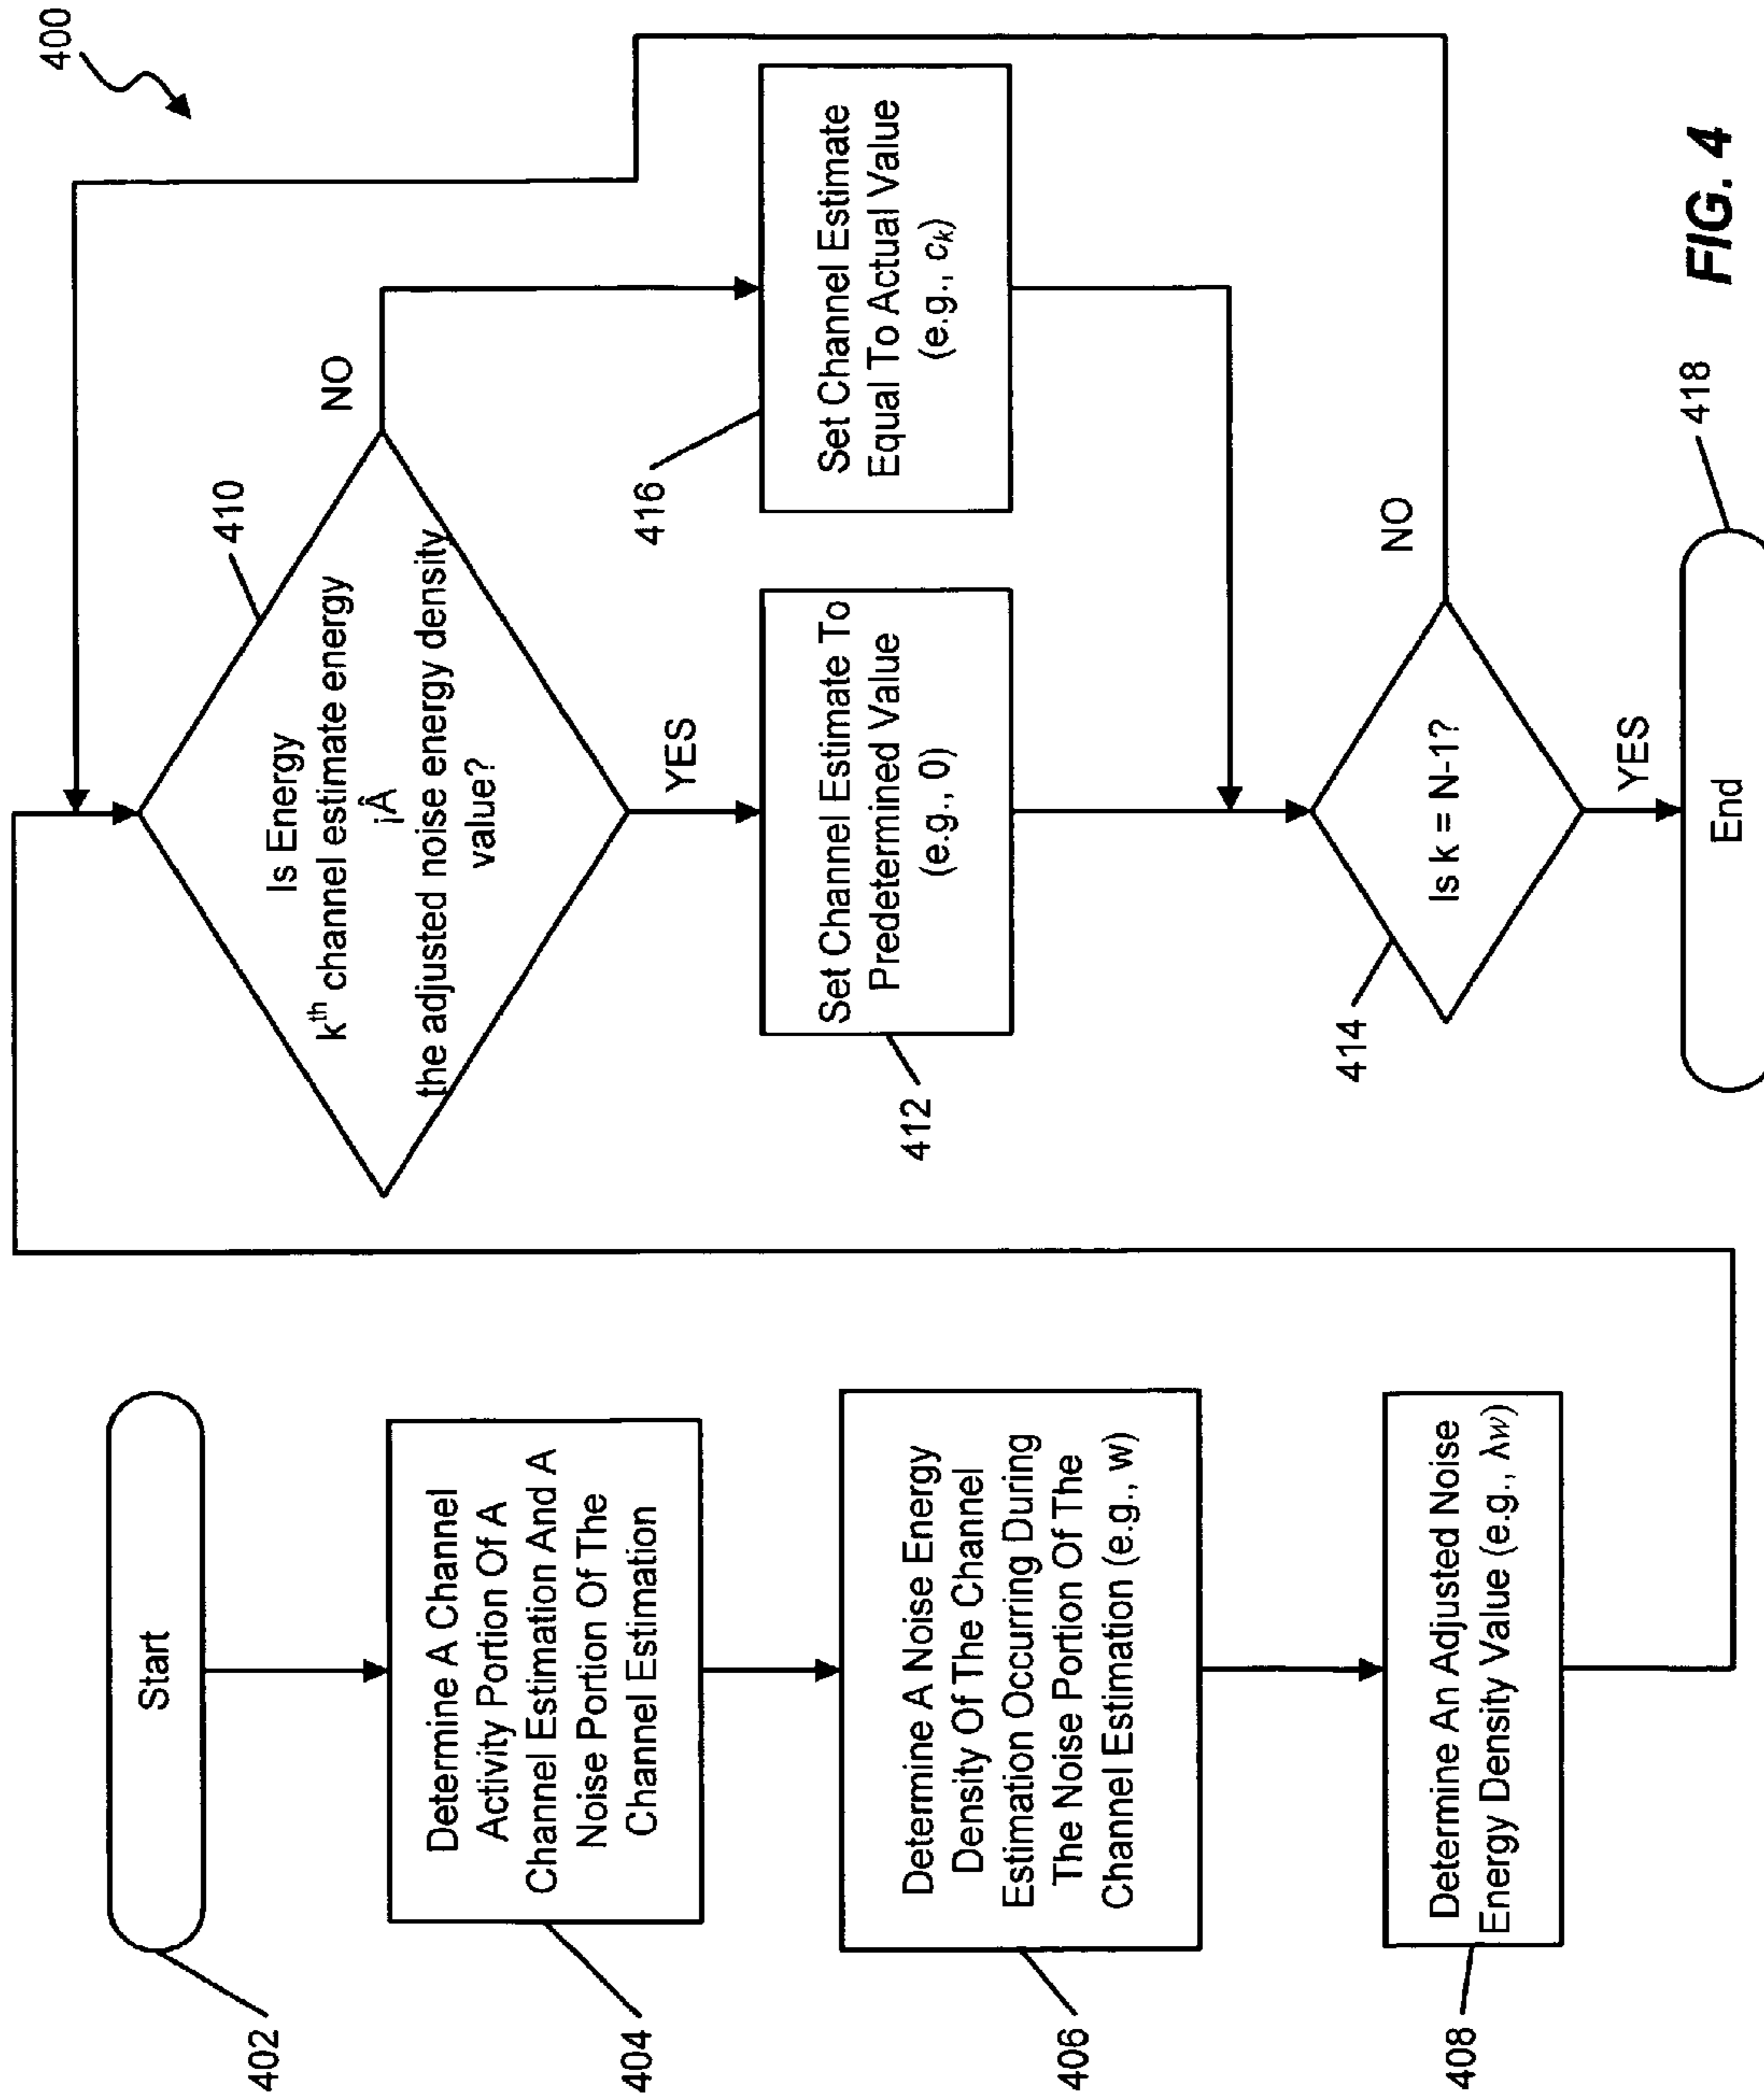 400
Start
402
Determine A Channel
Activity Portion Of A
Channel Estimation And A
Noise Portion Of The
Channel Estimation
404
Determine A Noise Energy
Density Of The Channel
Estimation Occurring During
The Noise Portion Of The
Channel Estimation (e.g., w)
406
Determine An Adjusted Noise
Energy Density Value (e.g., λw)
408
Is Energy
kth channel estimate energy
¡Â
the adjusted noise energy density
value?
410
NO
YES
Set Channel Estimate To
Predetermined Value
(e.g., 0)
412
Set Channel Estimate
Equal To Actual Value
(e.g., ck)
416
Is k = N-1?
414
NO
YES
End
418
FIG. 4